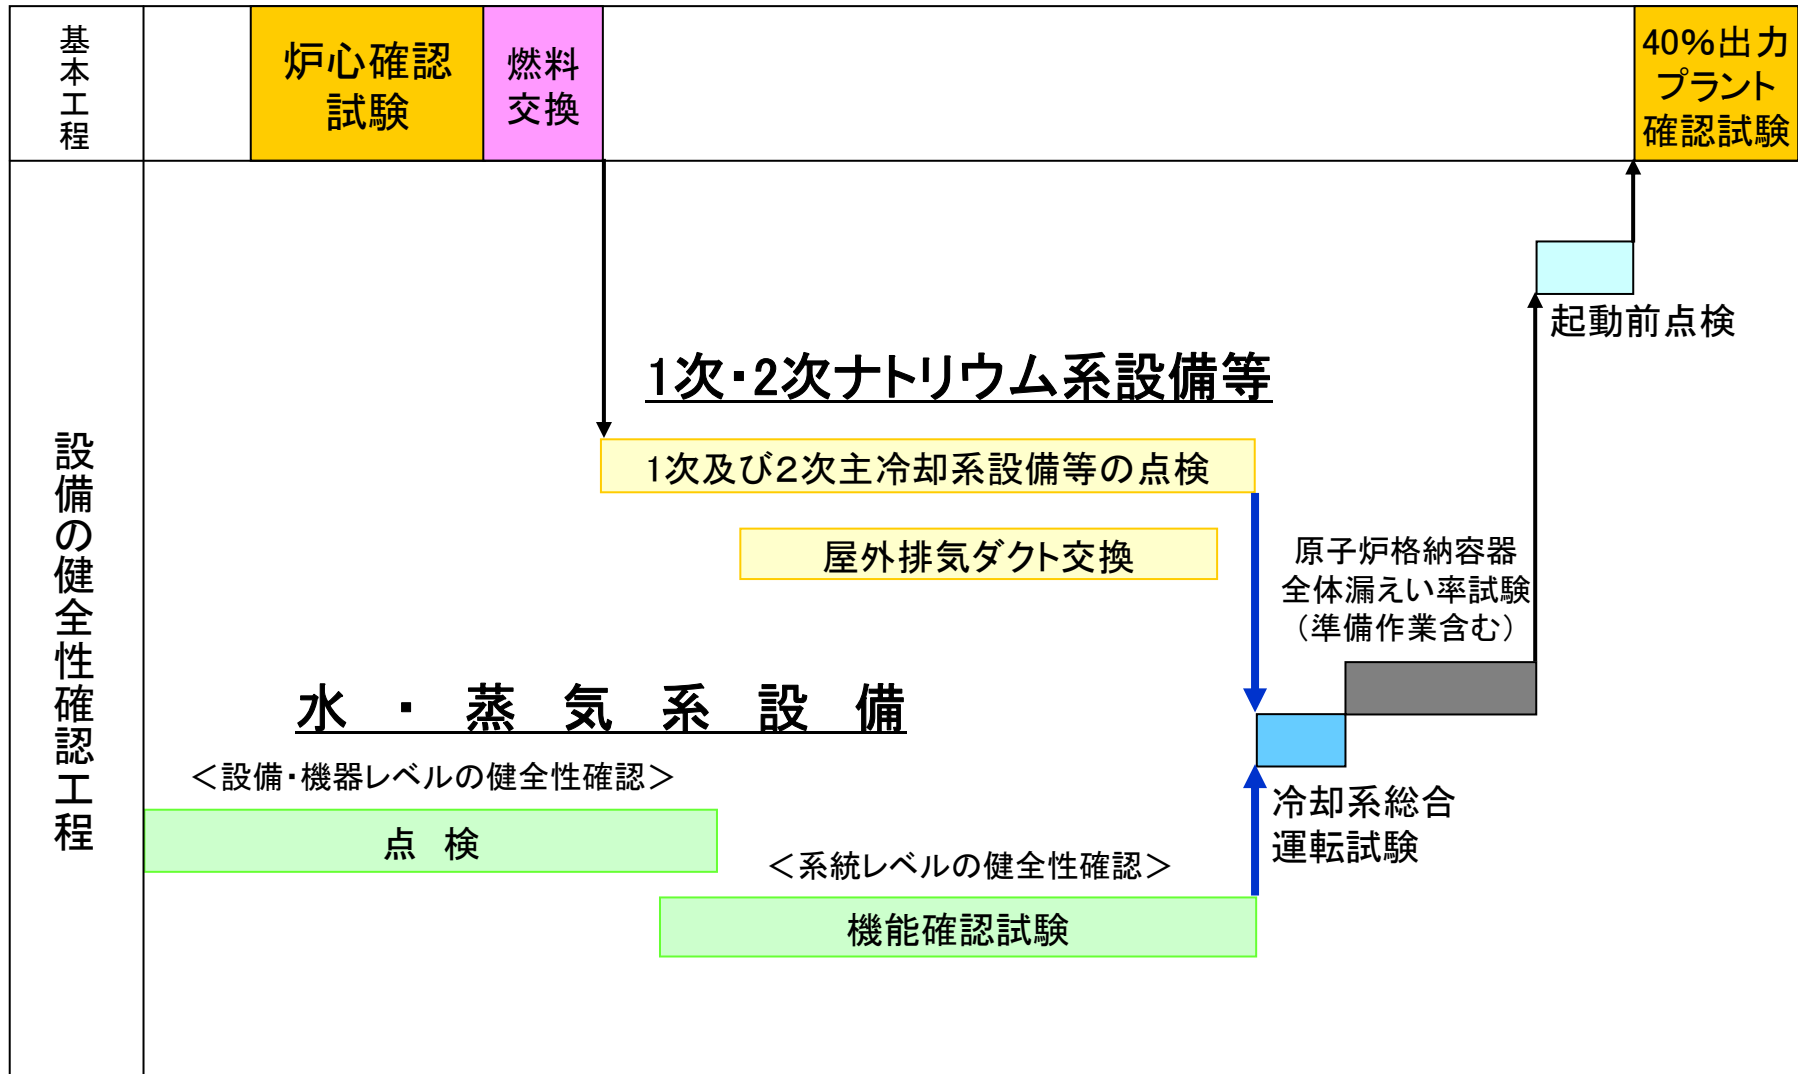 基本工程
炉心確認
試験
燃料
交換
40%出力
プラント
確認試験
設備の健全性確認工程
起動前点検
1次・2次ナトリウム系設備等
1次及び2次主冷却系設備等の点検
屋外排気ダクト交換
原子炉格納容器
全体漏えい率試験
（準備作業含む）
水・蒸気系設備
＜設備・機器レベルの健全性確認＞
点検
冷却系総合
運転試験
＜系統レベルの健全性確認＞
機能確認試験